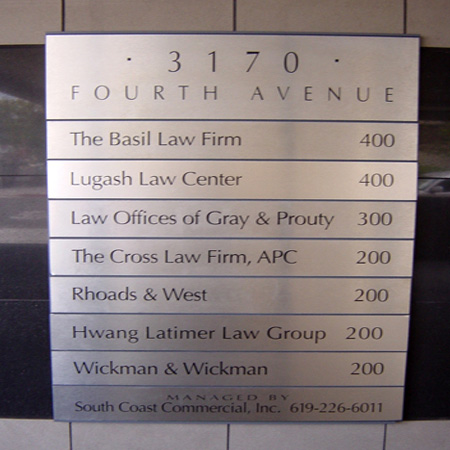 · 3170 ·
FOURTH AVENUE
The Basil Law Firm 400
Lugash Law Center 400
Law Offices of Gray & Prouty 300
The Cross Law Firm, APC 200
Rhoads & West 200
Hwang Latimer Law Group 200
Wickman & Wickman 200
MANAGED BY
South Coast Commercial, Inc. 619-226-6011